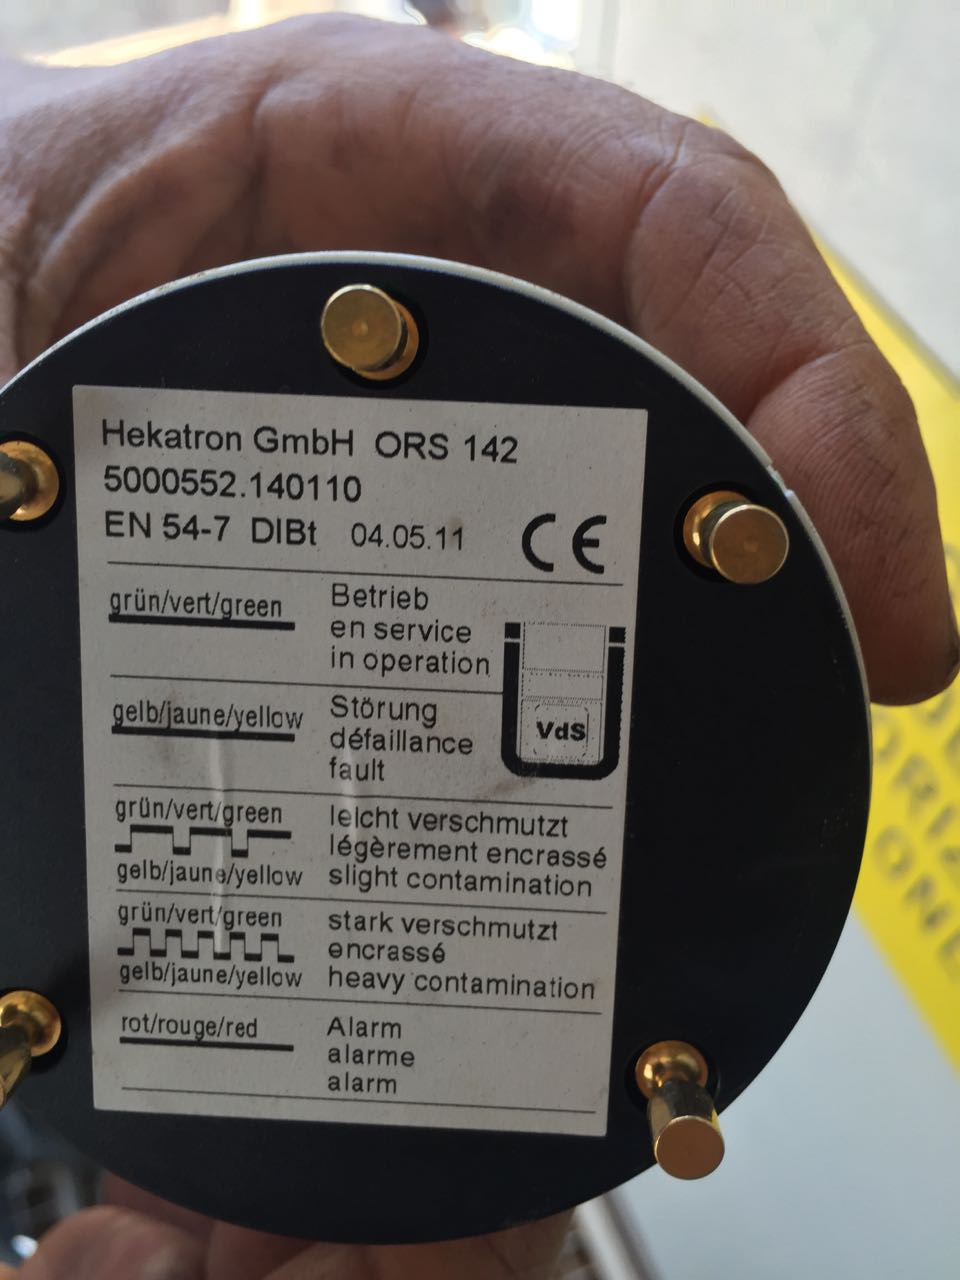 Hekatron GmbH ORS 142
5000552.140110
EN 54-7 DIBt 04.05.11 CE
grün/vert/green
Betrieb
en service
in operation
gelb/jaune/yellow
Störung
défaillance
fault
VdS
grün/vert/green
gelb/jaune/yellow
leicht verschmutzt
légèrement encrassé
slight contamination
grün/vert/green
gelb/jaune/yellow
stark verschmutzt
encrassé
heavy contamination
rot/rouge/red
Alarm
alarme
alarm